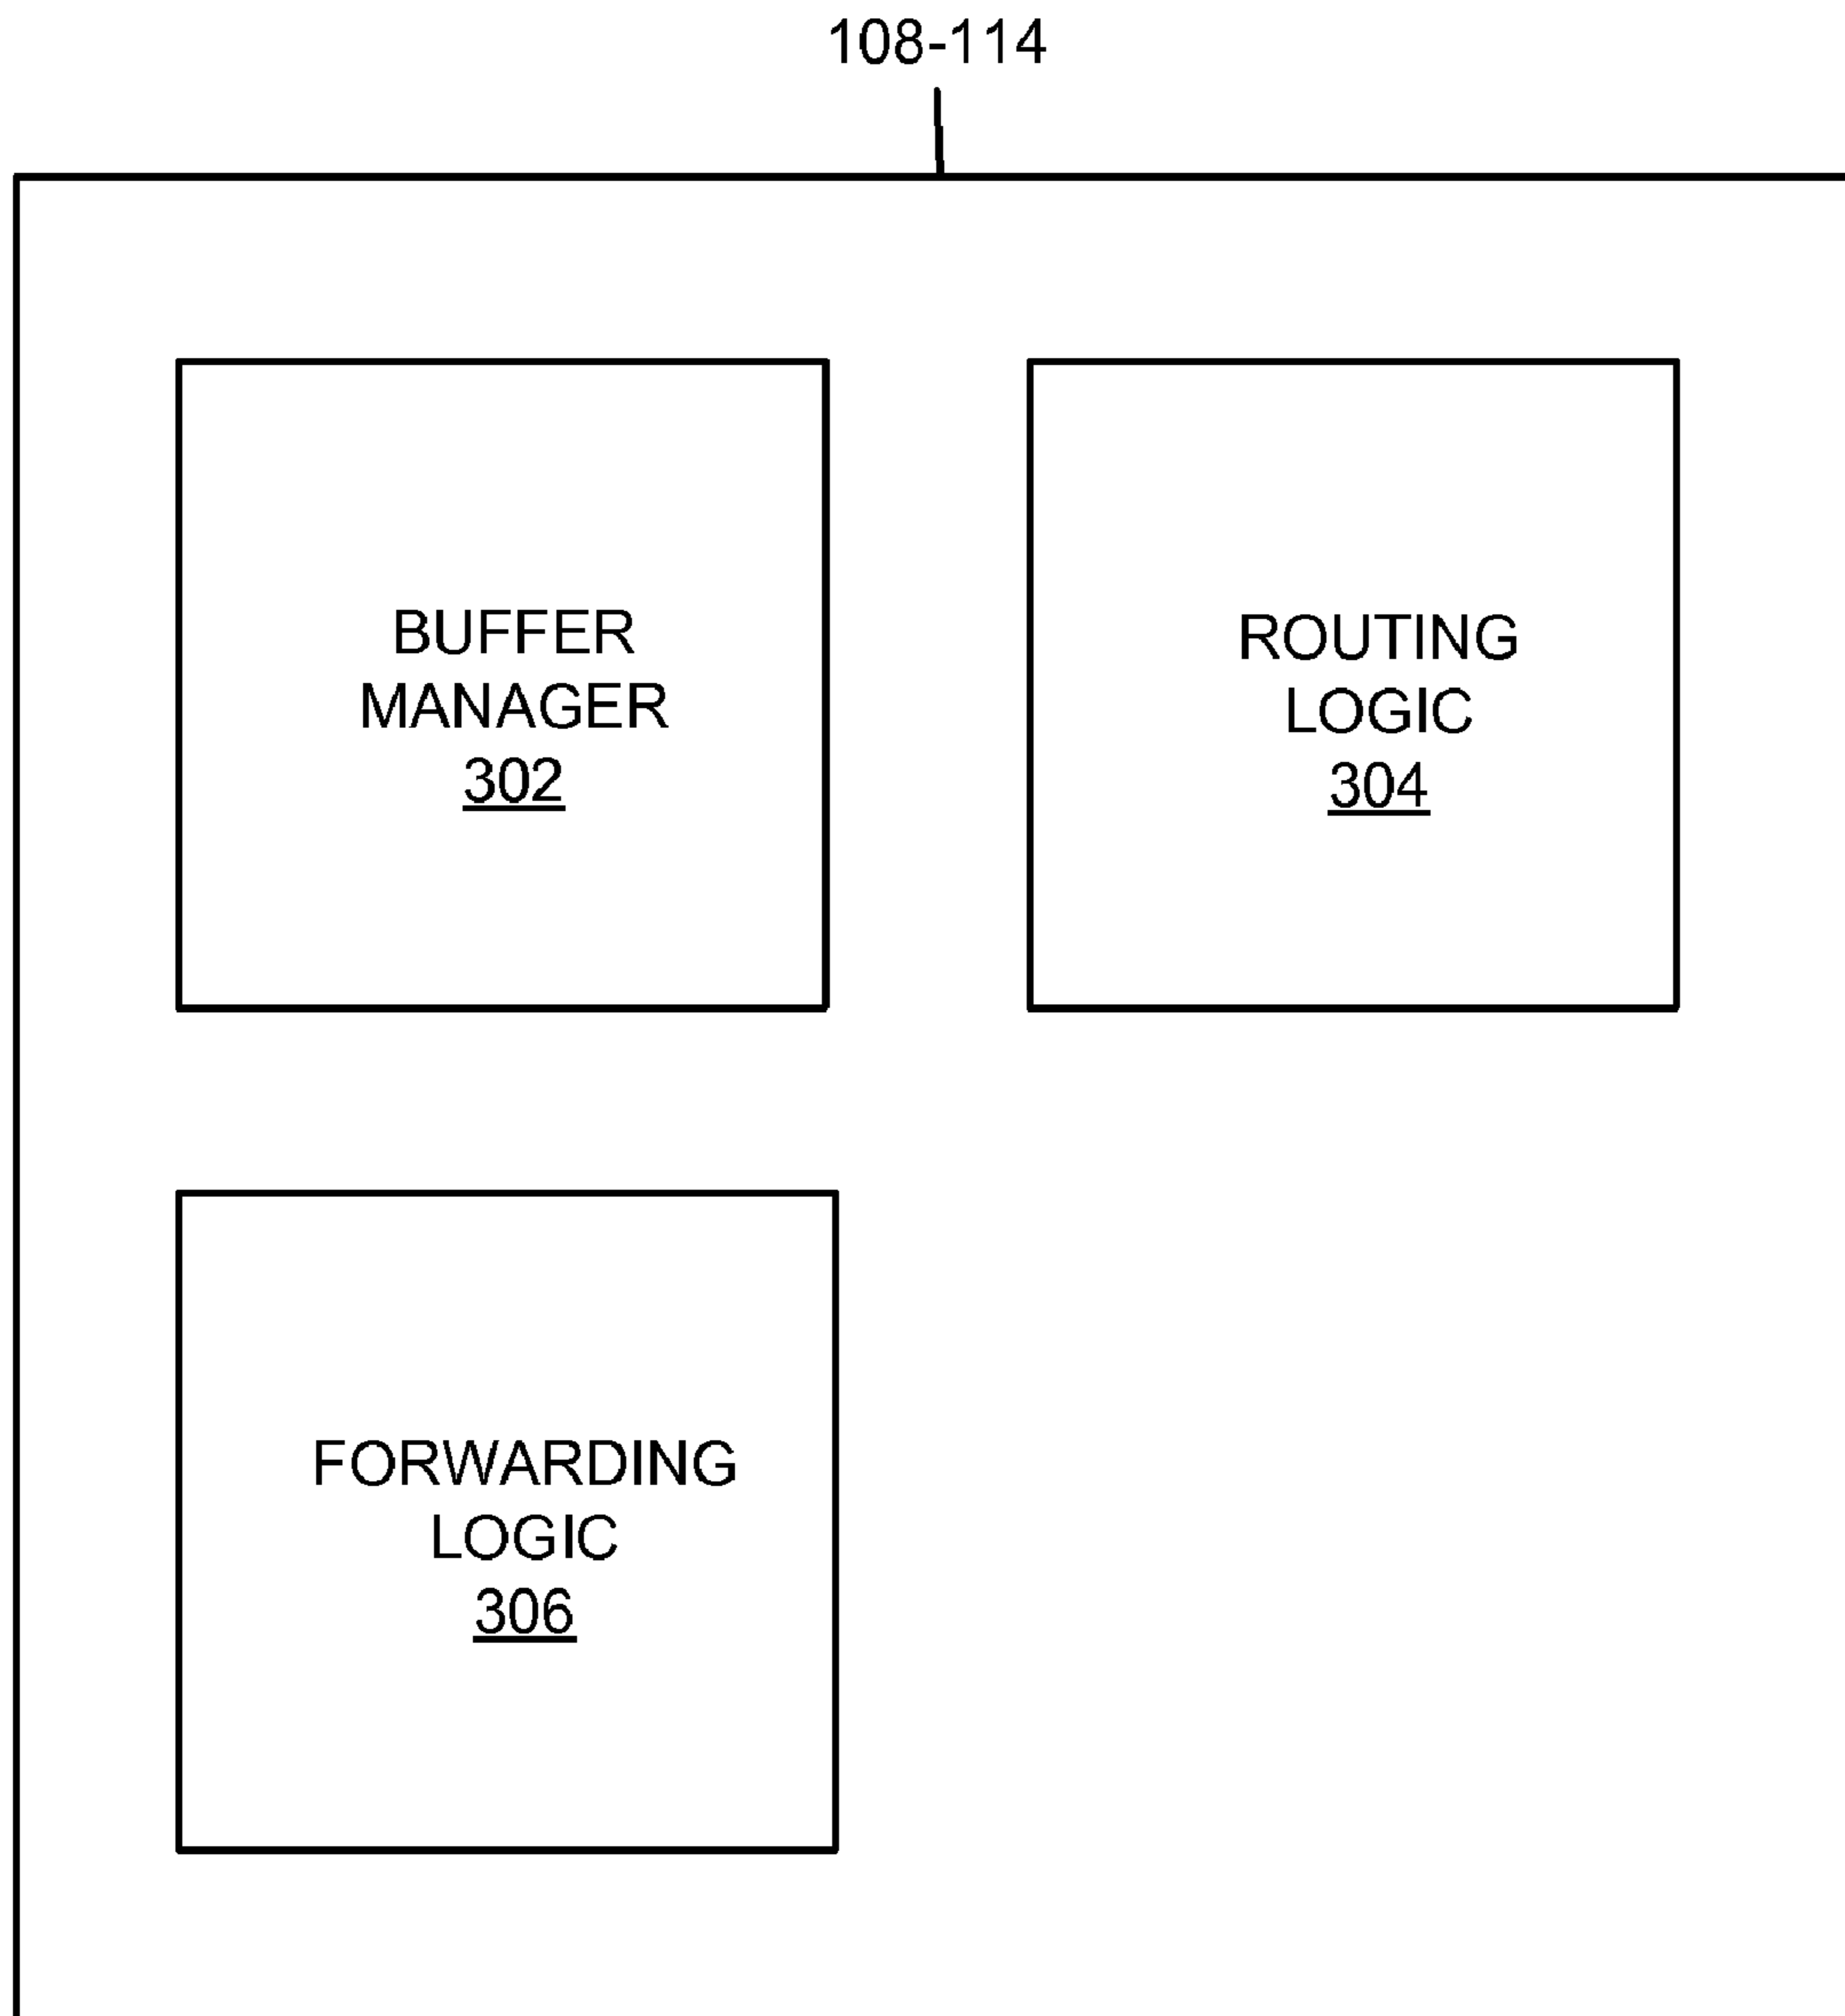 108-114
BUFFER
MANAGER
302
ROUTING
LOGIC
304
FORWARDING
LOGIC
306